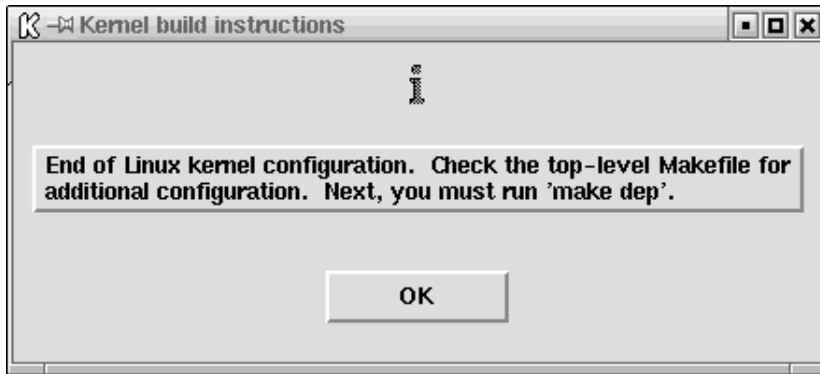 Kernel build instructions
End of Linux kernel configuration.  Check the top-level Makefile for
additional configuration.  Next, you must run 'make dep'.
OK